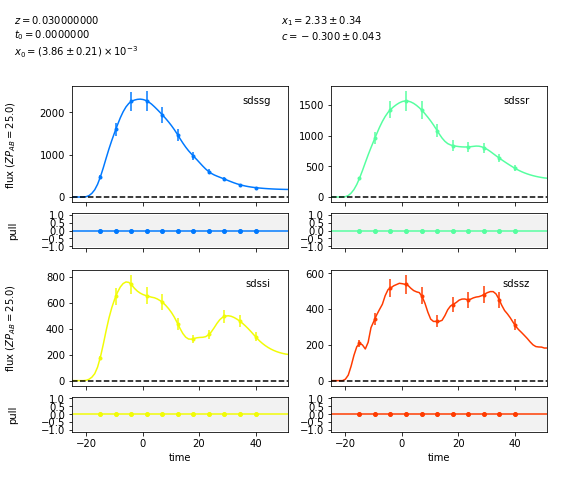 z = 0.030000000
t₀ = 0.0000000
x₀ = (3.86 ± 0.21) × 10⁻³
x₁ = 2.33 ± 0.34
c = −0.300 ± 0.043
flux (ZP_AB = 25.0)
2000
1000
0
sdssg
1500
1000
500
0
sdssr
pull
1.0
0.5
0.0
−0.5
−1.0
1.0
0.5
0.0
−0.5
−1.0
flux (ZP_AB = 25.0)
800
600
400
200
0
sdssi
600
400
200
0
sdssz
pull
1.0
0.5
0.0
−0.5
−1.0
−20 0 20 40
time
1.0
0.5
0.0
−0.5
−1.0
−20 0 20 40
time